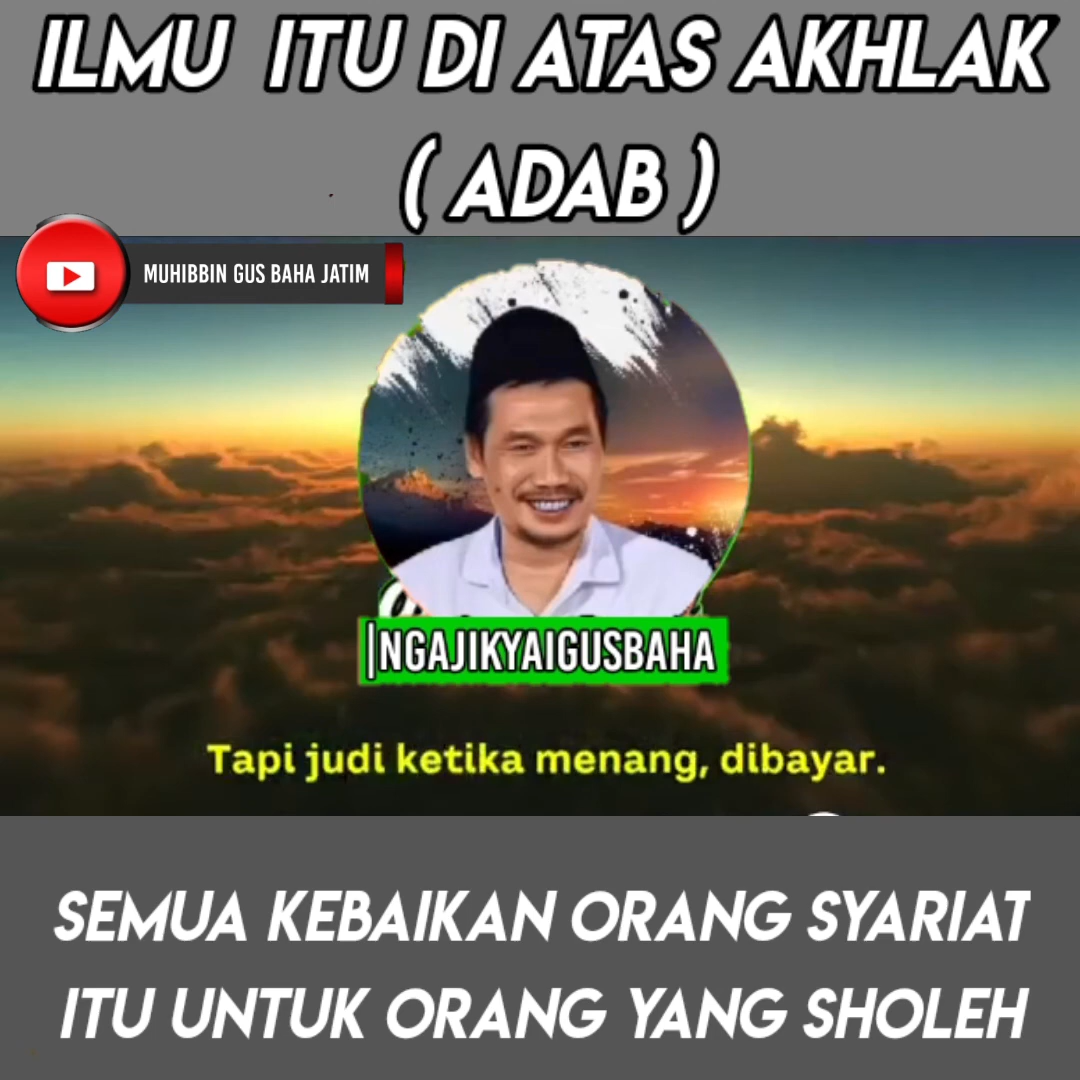 ILMU ITU DI ATAS AKHLAK
( ADAB )
MUHIBBIN GUS BAHA JATIM
|NGAJIKYAIGUSBAHA
Tapi judi ketika menang, dibayar.
SEMUA KEBAIKAN ORANG SYARIAT
ITU UNTUK ORANG YANG SHOLEH